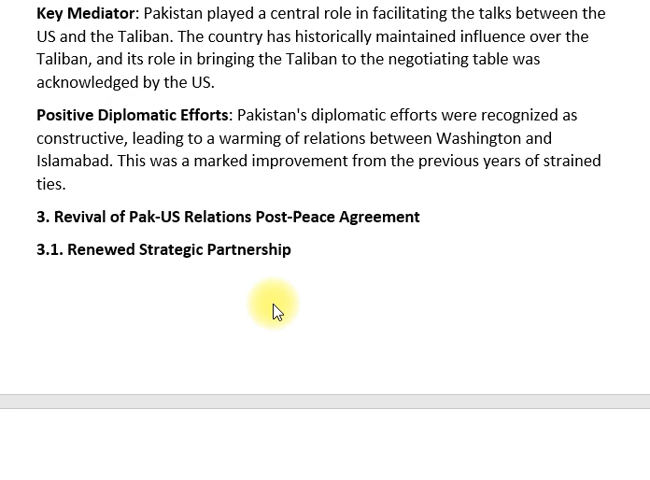 Key Mediator: Pakistan played a central role in facilitating the talks between the
US and the Taliban. The country has historically maintained influence over the
Taliban, and its role in bringing the Taliban to the negotiating table was
acknowledged by the US.
Positive Diplomatic Efforts: Pakistan's diplomatic efforts were recognized as
constructive, leading to a warming of relations between Washington and
Islamabad. This was a marked improvement from the previous years of strained
ties.
3. Revival of Pak-US Relations Post-Peace Agreement
3.1. Renewed Strategic Partnership